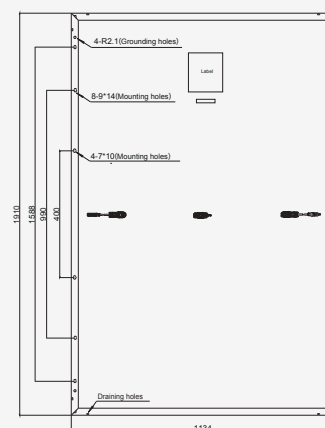 4-R2.1(Grounding holes)
Label
8-9*14(Mounting holes)
4-7*10(Mounting holes)
1910
1588
990
400
Draining holes
1134